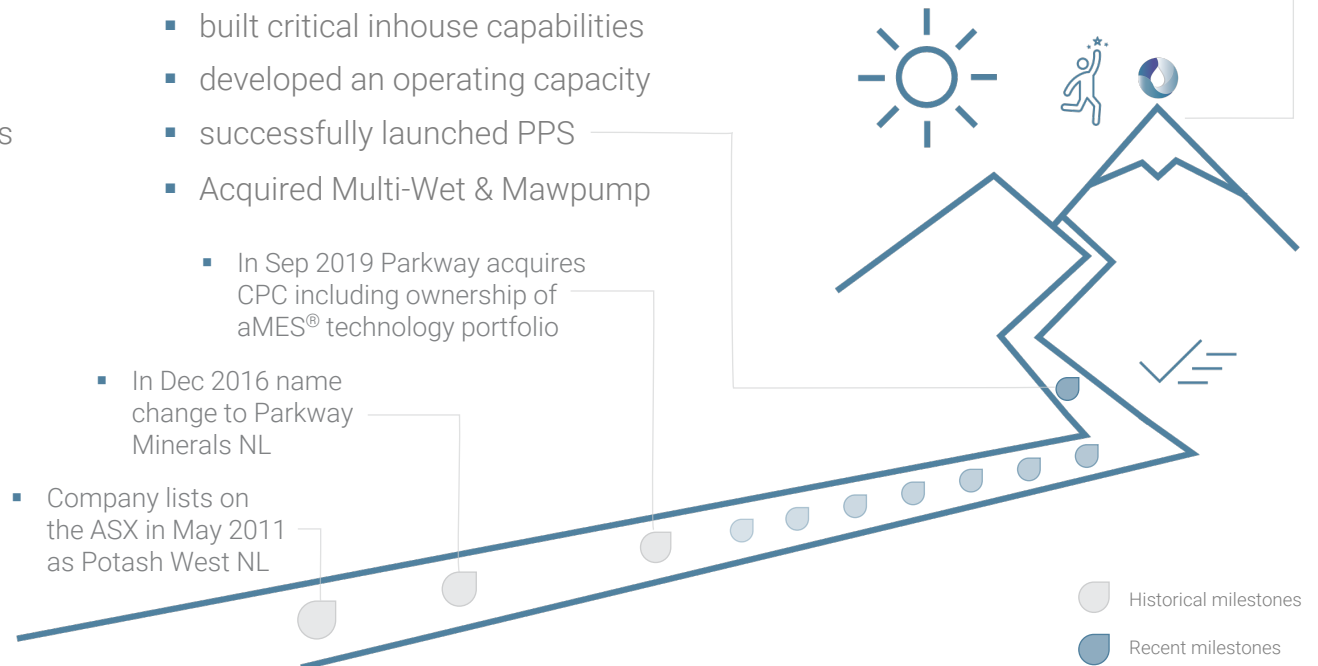 ▪ built critical inhouse capabilities
▪ developed an operating capacity
s
▪ successfully launched PPS
▪ Acquired Multi-Wet & Mawpump
▪ In Sep 2019 Parkway acquires
CPC including ownership of
aMES® technology portfolio
▪ In Dec 2016 name
change to Parkway
Minerals NL
▪ Company lists on
the ASX in May 2011
as Potash West NL
Historical milestones
Recent milestones